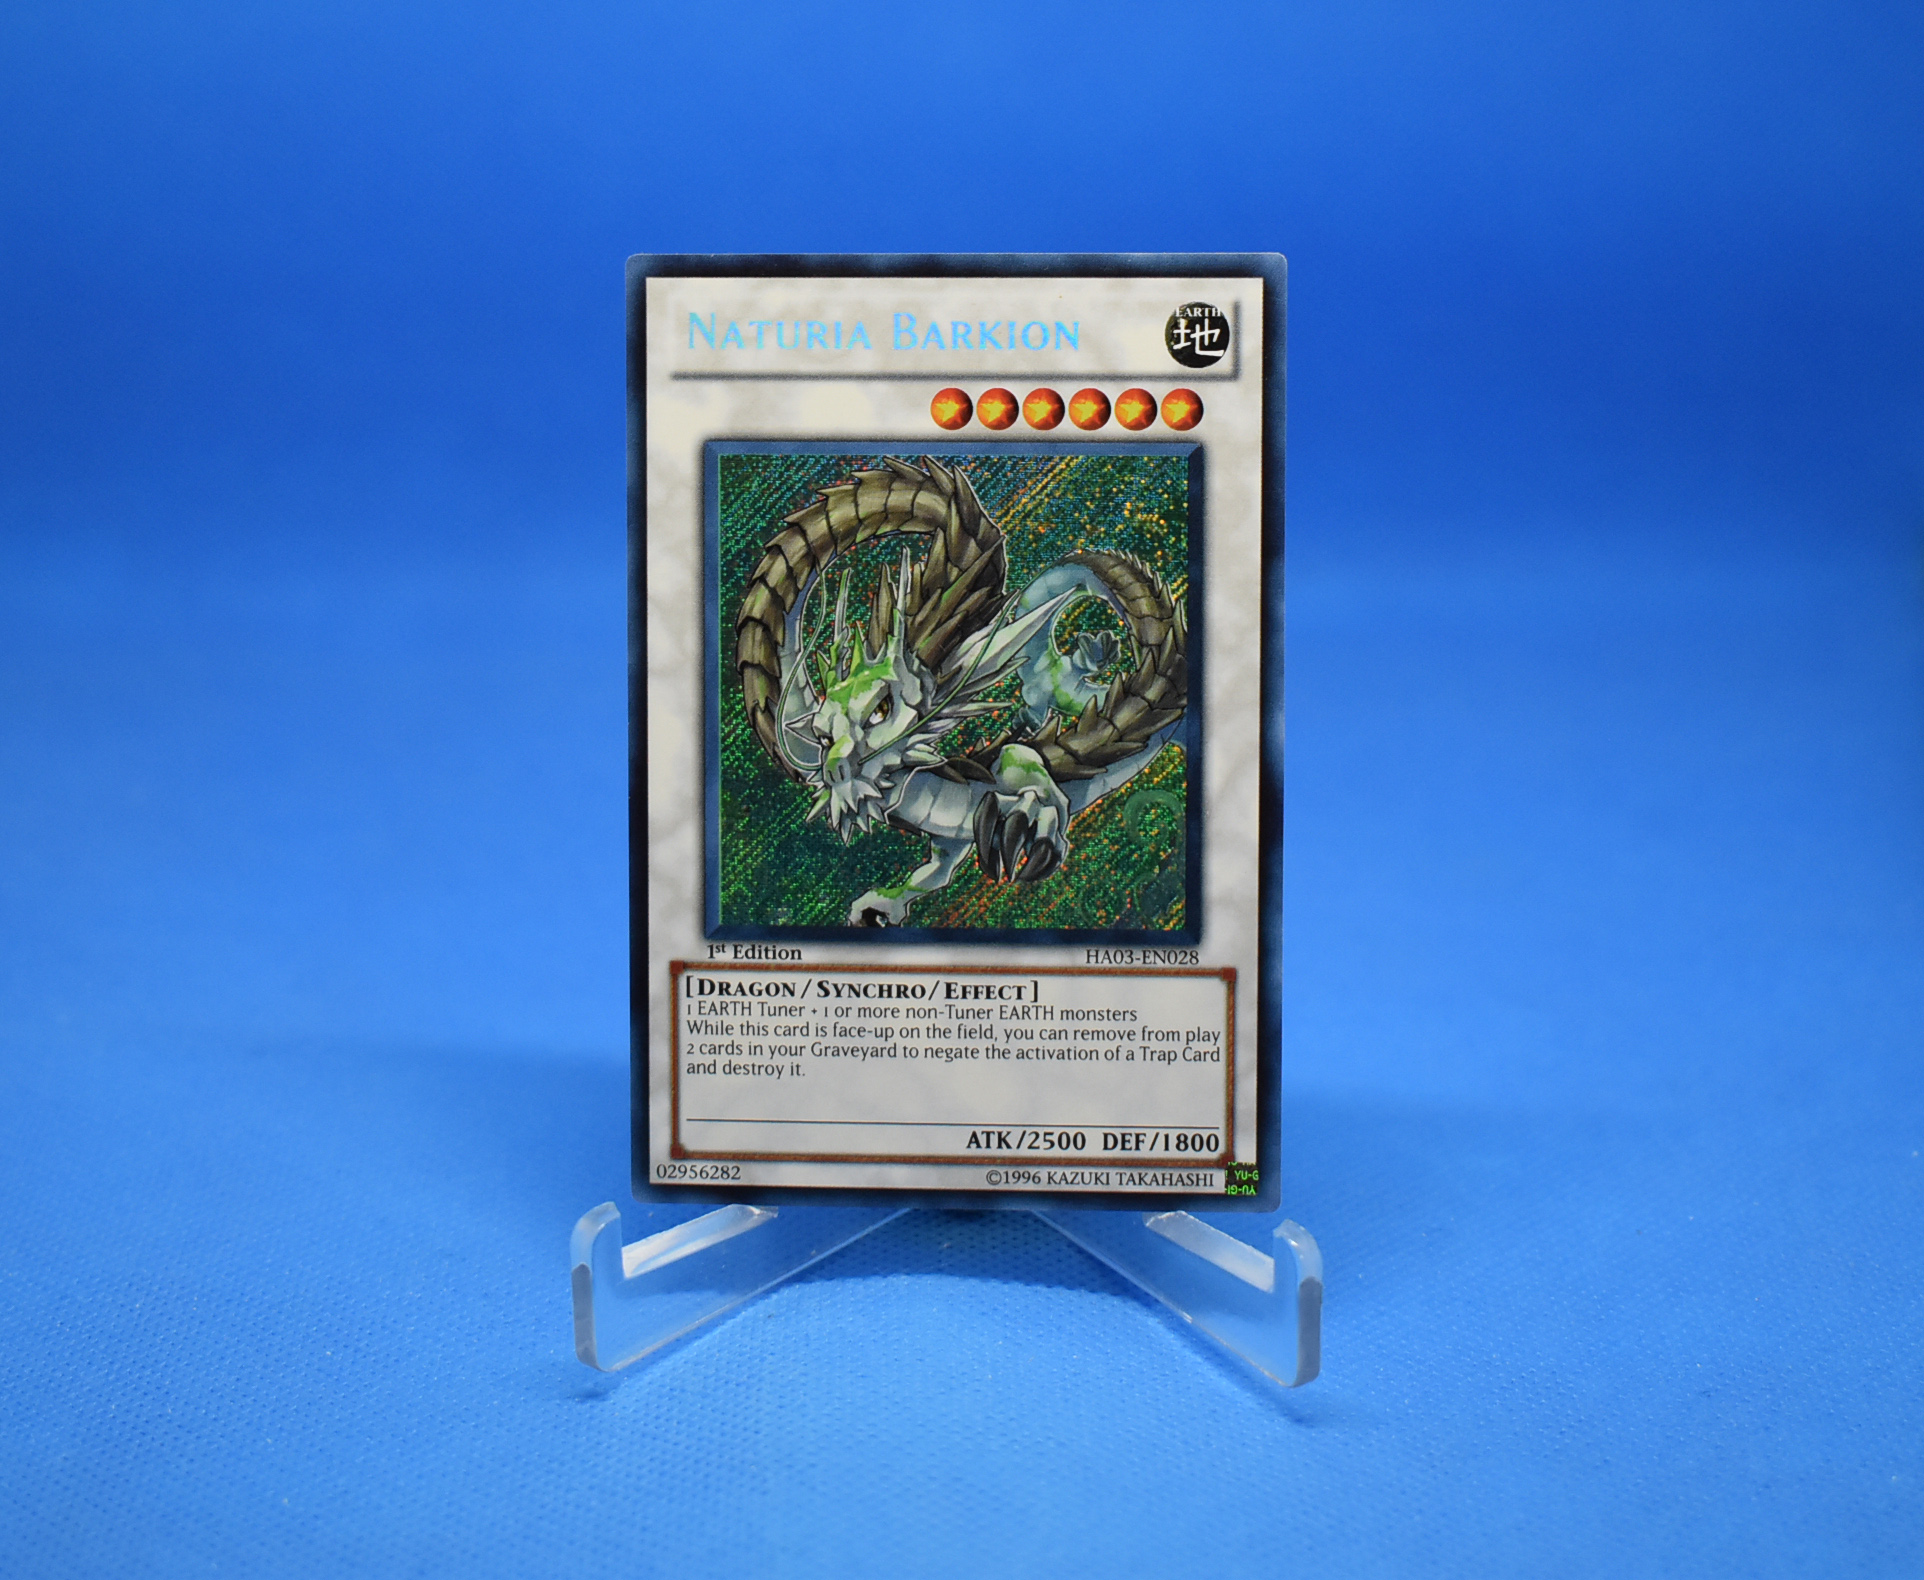 NATURIA BARKION
EARTH
地
1st Edition
HA03-EN028
[DRAGON/SYNCHRO/EFFECT]
1 EARTH Tuner + 1 or more non-Tuner EARTH monsters
While this card is face-up on the field, you can remove from play
2 cards in your Graveyard to negate the activation of a Trap Card
and destroy it.
ATK/2500 DEF/1800
02956282
©1996 KAZUKI TAKAHASHI